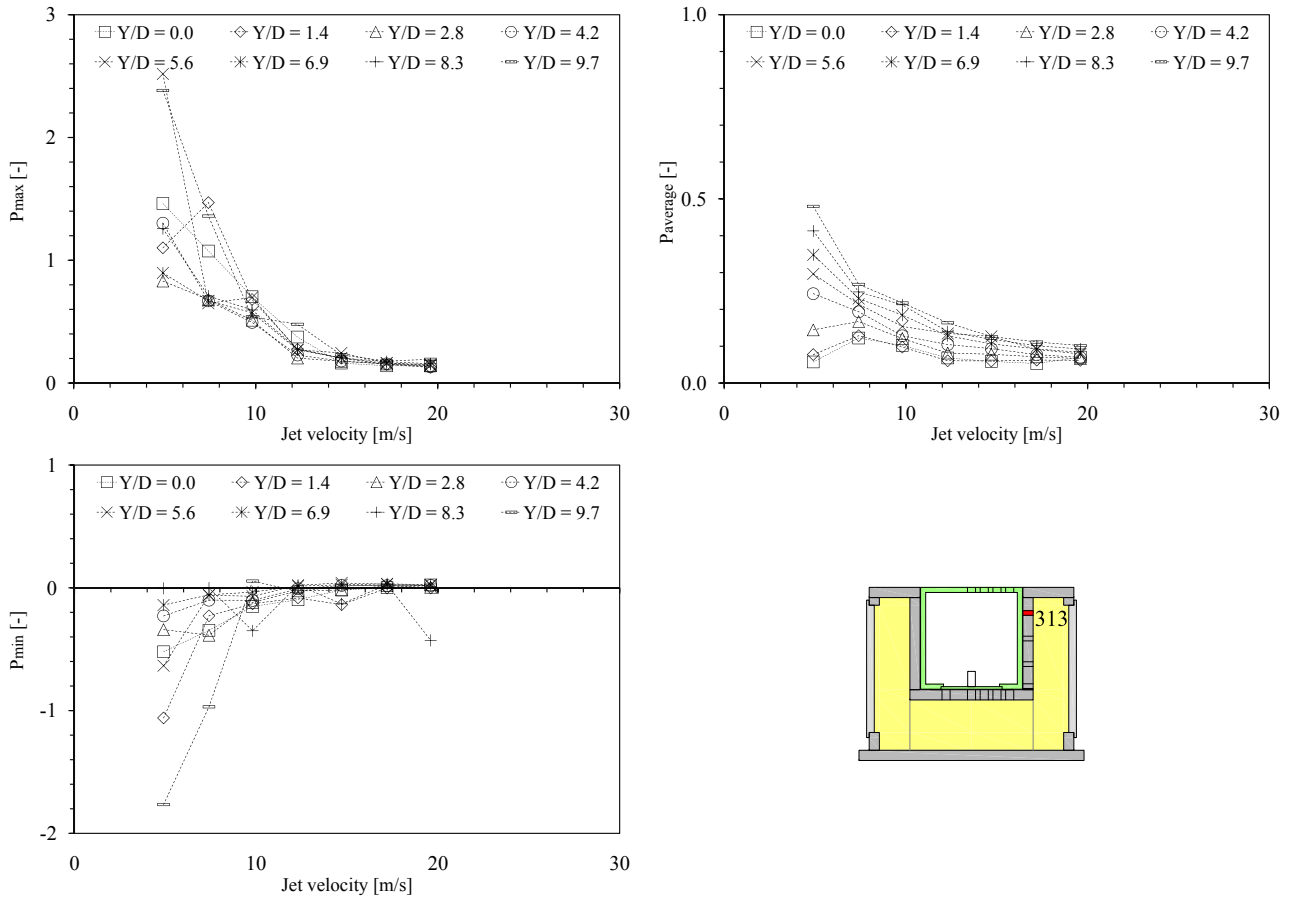 3
Y/D = 0.0 Y/D = 1.4 Y/D = 2.8 Y/D = 4.2
Y/D = 5.6 Y/D = 6.9 Y/D = 8.3 Y/D = 9.7
2
Pmax [-]
1
0
0 10 20 30
Jet velocity [m/s]
1.0
Y/D = 0.0 Y/D = 1.4 Y/D = 2.8 Y/D = 4.2
Y/D = 5.6 Y/D = 6.9 Y/D = 8.3 Y/D = 9.7
Paverage [-]
0.5
0.0
0 10 20 30
Jet velocity [m/s]
1
Y/D = 0.0 Y/D = 1.4 Y/D = 2.8 Y/D = 4.2
Y/D = 5.6 Y/D = 6.9 Y/D = 8.3 Y/D = 9.7
0
Pmin [-]
-1
-2
0 10 20 30
Jet velocity [m/s]
313